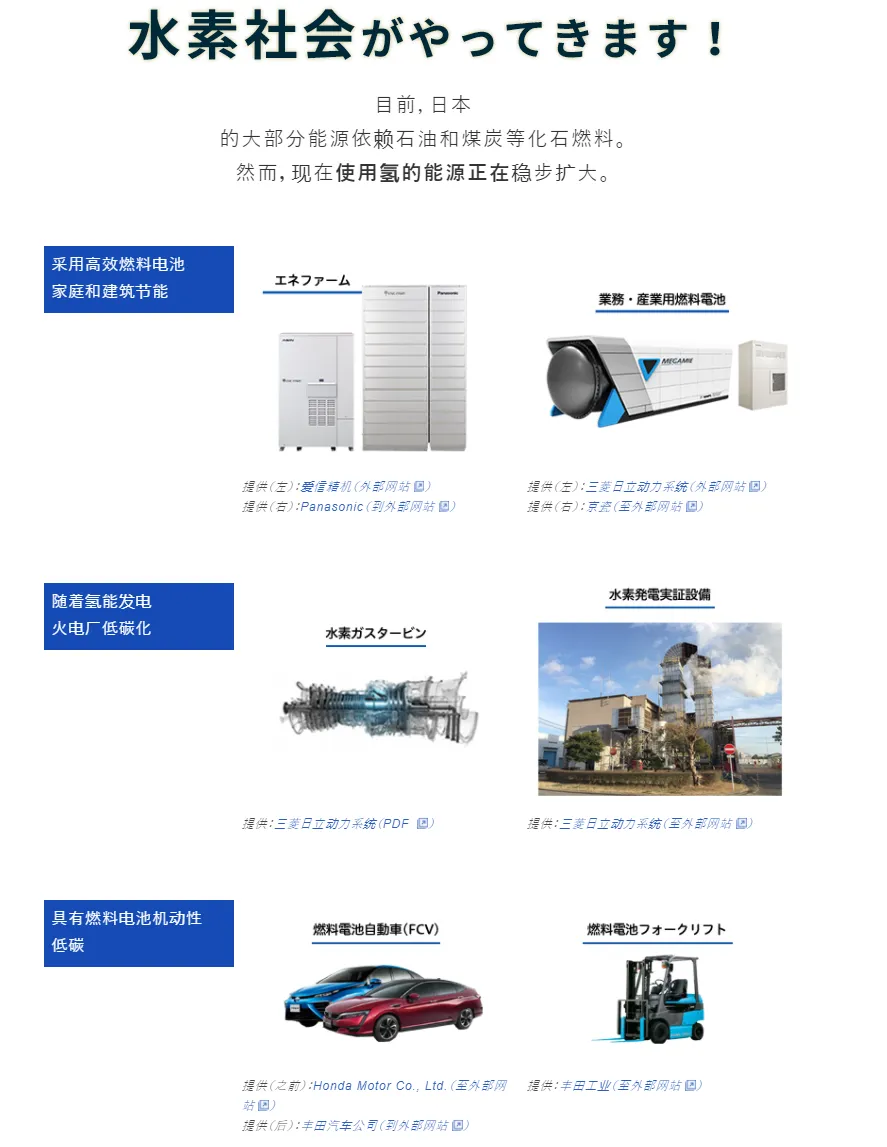 水素社会がやってきます！
目前，日本
的大部分能源依赖石油和煤炭等化石燃料。
然而，现在使用氢的能源正在稳步扩大。
采用高效燃料电池
家庭和建筑节能
エネファーム
Panasonic
業務・産業用燃料電池
MEGAMIE
提供（左）：爱信精机（外部网站）
提供（右）：Panasonic（到外部网站）
提供（左）：三菱日立动力系统（外部网站）
提供（右）：京瓷（至外部网站）
随着氢能发电
火电厂低碳化
水素ガスタービン
水素発電実証設備
提供：三菱日立动力系统（PDF）
提供：三菱日立动力系统（至外部网站）
具有燃料电池机动性
低碳
燃料電池自動車（FCV）
燃料電池フォークリフト
提供（之前）：Honda Motor Co., Ltd.（至外部网
站）
提供（后）：丰田汽车公司（到外部网站）
提供：丰田工业（至外部网站）